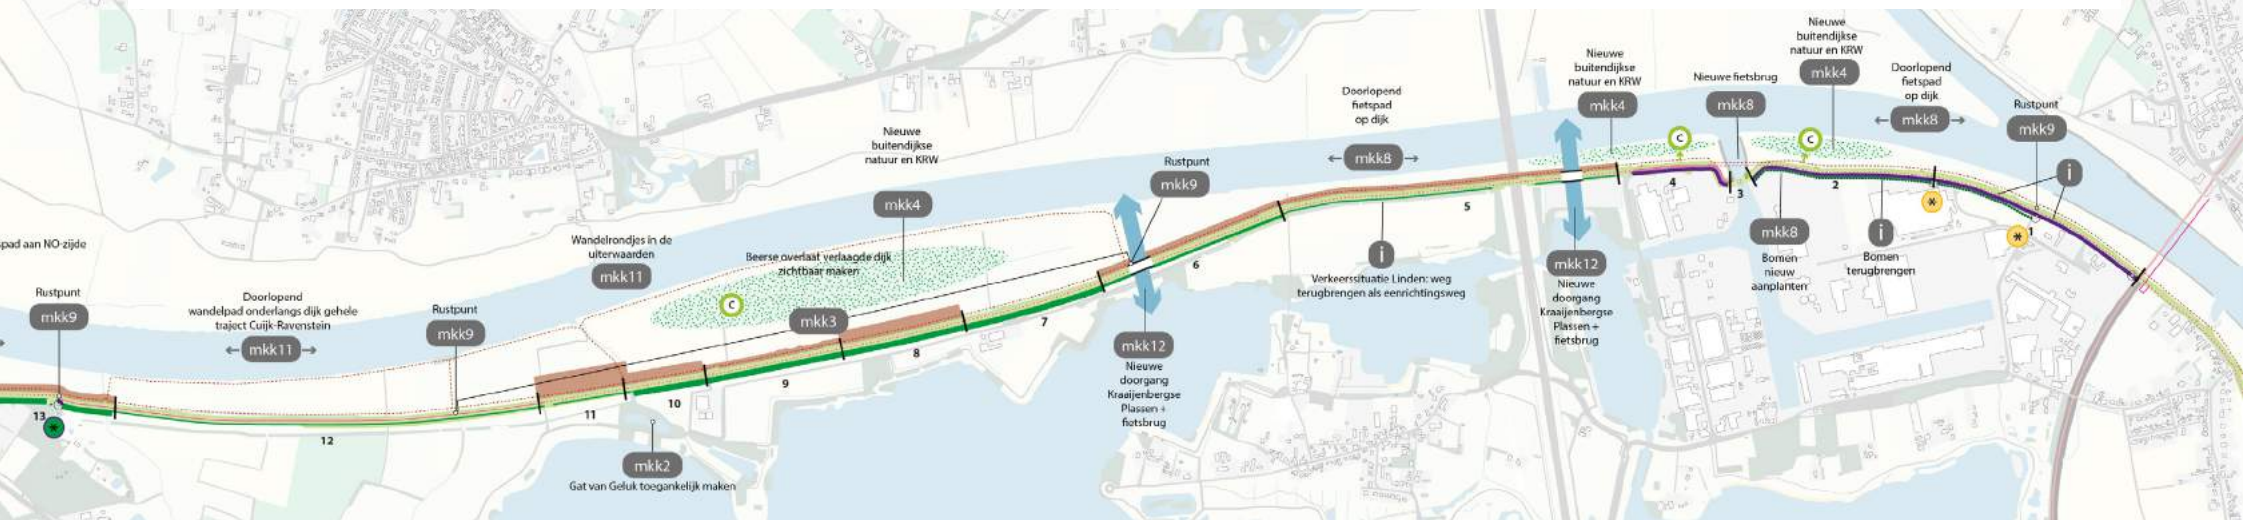 pad aan NO-zijde
Rustpunt
mkk9
13
*
Doorlopend
wandelpad onderlangs dijk gehele
traject Cuijk-Ravenstein
← mkk11 →
12
Rustpunt
mkk9
Wandelrondjes in de
uiterwaarden
mkk11
11
10
mkk2
Gat van Geluk toegankelijk maken
Nieuwe
buitendijkse
natuur en KRW
mkk4
Beerse overlaat verlaagde dijk
zichtbaar maken
C
mkk3
9
8
7
Rustpunt
mkk9
6
mkk12
Nieuwe
doorgang
Kraaijenbergse
Plassen +
fietsbrug
Doorlopend
fietspad
op dijk
← mkk8 →
5
i
Verkeerssituatie Linden: weg
terugbrengen als eenrichtingsweg
Nieuwe
buitendijkse
natuur en KRW
mkk4
mkk12
Nieuwe
doorgang
Kraaijenbergse
Plassen +
fietsbrug
C
4
Nieuwe fietsbrug
mkk8
3
Nieuwe
buitendijkse
natuur en KRW
mkk4
C
2
mkk8
Bomen
nieuw
aanplanten
i
Bomen
terugbrengen
Doorlopend
fietspad
op dijk
← mkk8 →
*
Rustpunt
mkk9
i
*
1